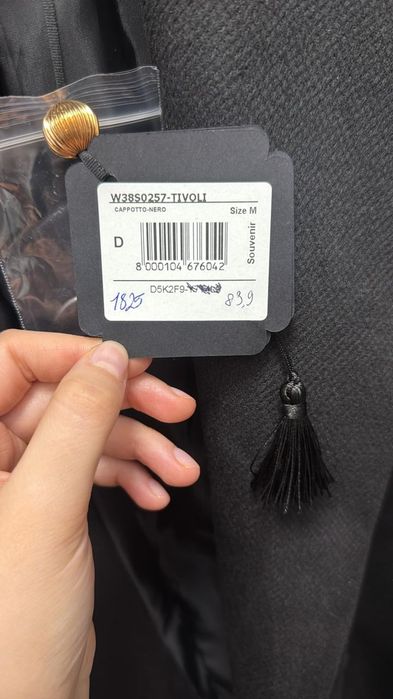 W38S0257-TIVOLI
CAPPOTTO-NERO
Size M
D
Souvenir
8 000104 676042
D5K2F9-
1825
83,9